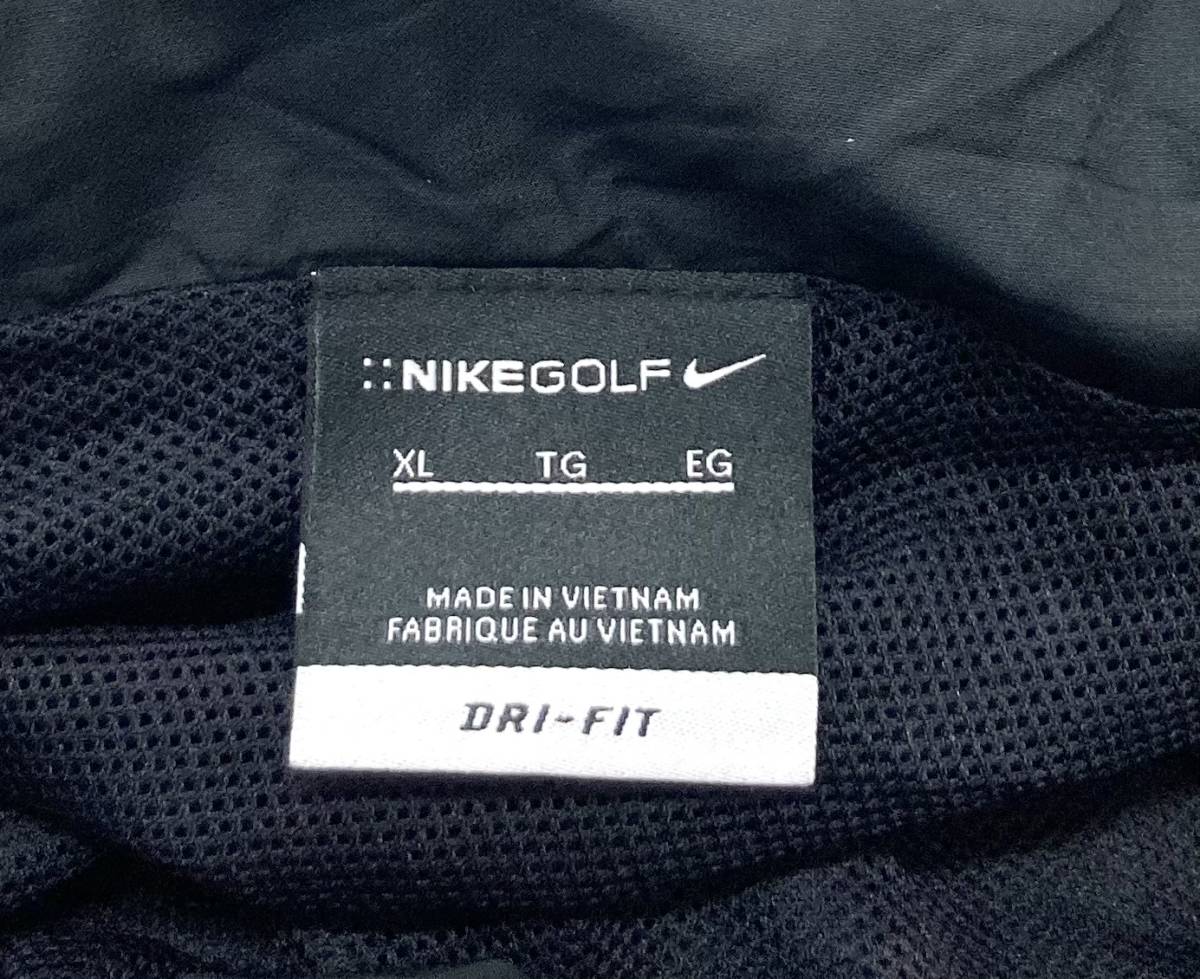 ::NIKEGOLF
XL TG EG
MADE IN VIETNAM
FABRIQUE AU VIETNAM
DRI-FIT